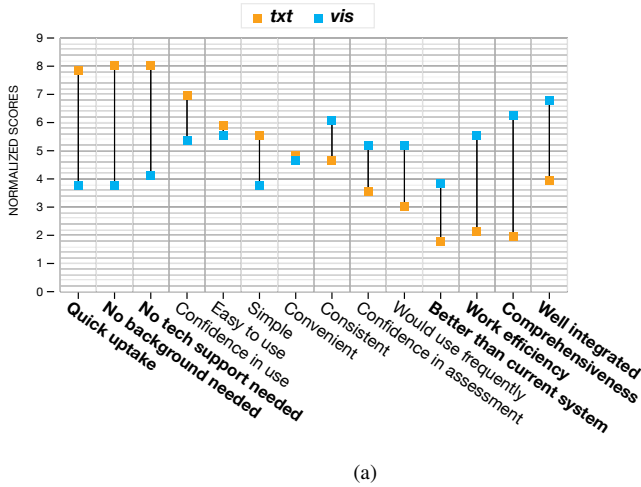 txt vis
9
8
7
6
5
4
3
2
1
0
NORMALIZED SCORES
Quick uptake
No background needed
No tech support needed
Confidence in use
Easy to use
Simple
Convenient
Consistent
Confidence in assessment
Would use frequently
Better than current system
Work efficiency
Comprehensiveness
Well integrated
(a)